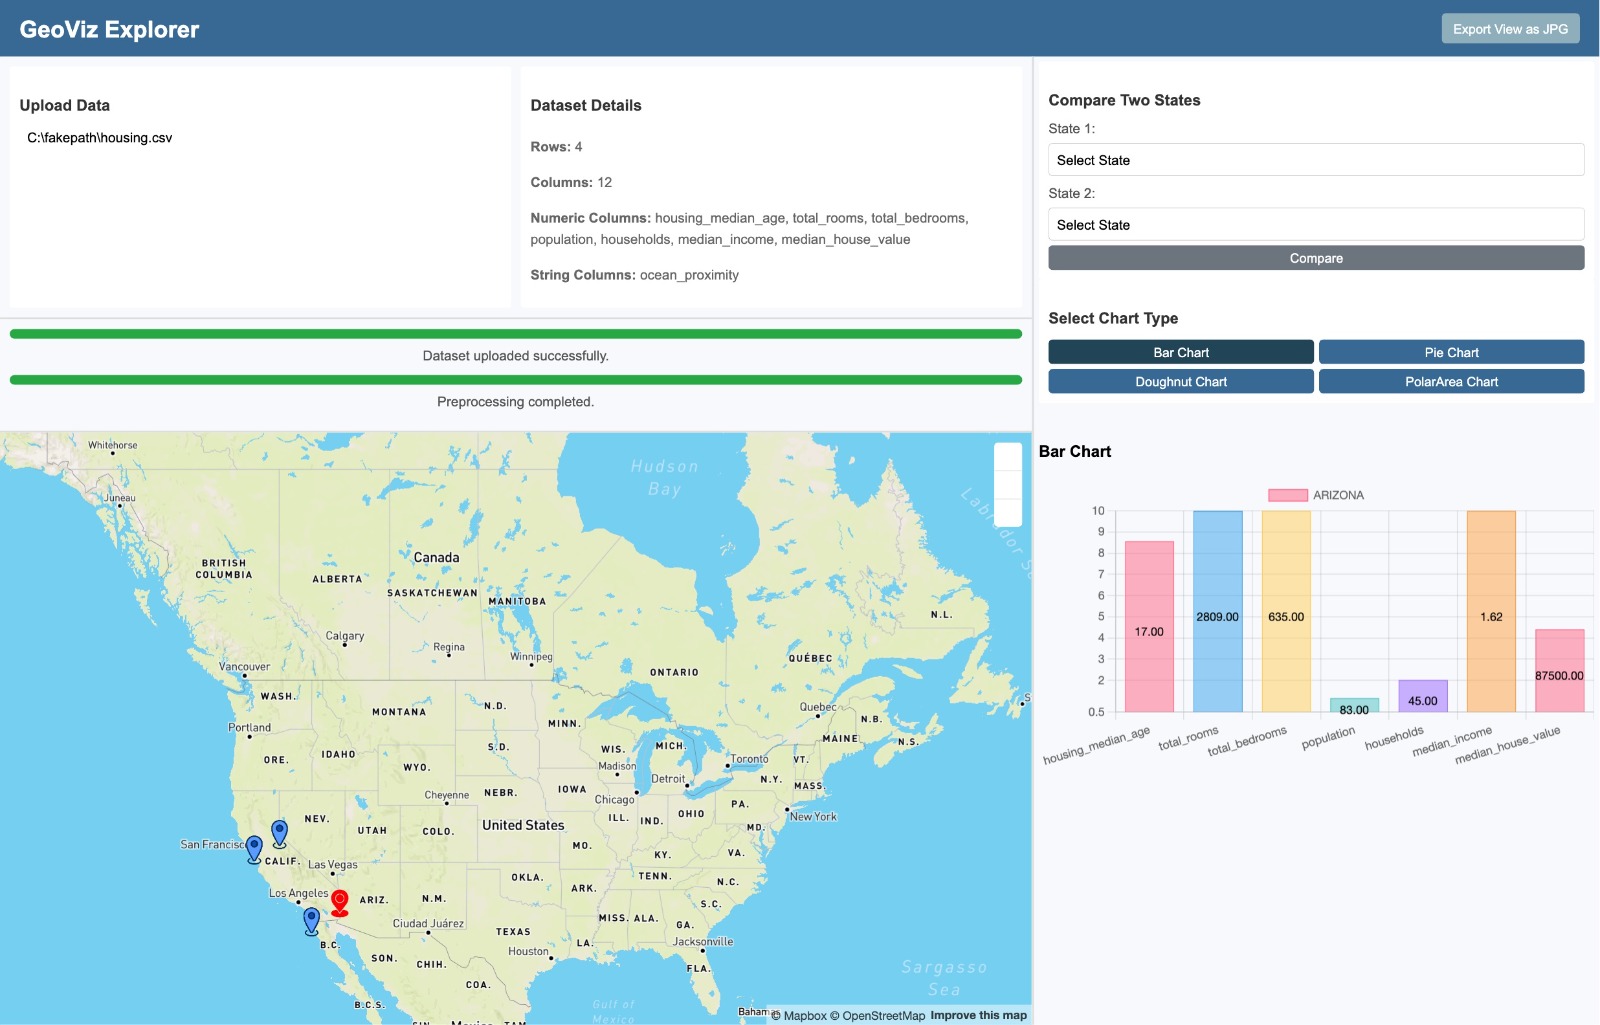 GeoViz Explorer
Export View as JPG
Upload Data
C:\fakepath\housing.csv
Dataset Details
Rows: 4
Columns: 12
Numeric Columns: housing_median_age, total_rooms, total_bedrooms,
population, households, median_income, median_house_value
String Columns: ocean_proximity
Dataset uploaded successfully.
Preprocessing completed.
Compare Two States
State 1:
Select State
State 2:
Select State
Compare
Select Chart Type
Bar Chart
Pie Chart
Doughnut Chart
PolarArea Chart
Whitehorse
Juneau
Hudson
Bay
BRITISH
COLUMBIA
ALBERTA
Canada
SASKATCHEWAN
MANITOBA
N.L.
Calgary
Regina
Winnipeg
Vancouver
ONTARIO
QUÉBEC
WASH.
MONTANA
N.D.
MINN.
Quebec
N.B.
Portland
MAINE
N.S.
ORE.
IDAHO
S.D.
WIS.
MICH.
Toronto
VT.
WYO.
Madison
Detroit
N.Y.
MASS.
Cheyenne
NEBR.
IOWA
Chicago
PA.
NEV.
UTAH
COLO.
United States
ILL.
IND.
OHIO
MD.
New York
San Francisc
CALIF.
Las Vegas
MO.
KY.
VA.
Los Angeles
ARIZ.
N.M.
OKLA.
ARK.
TENN.
N.C.
S.C.
Ciudad Juárez
TEXAS
MISS.
ALA.
GA.
B.C.
SON.
CHIH.
Houston
LA.
Jacksonville
FLA.
COA.
Sargasso
Sea
B.C.S.
Gulf of
Mexico
Bahamas
© Mapbox © OpenStreetMap Improve this map
Bar Chart
ARIZONA
10
9
8
7
6
5
4
3
2
0.5
17.00
2809.00
635.00
83.00
45.00
1.62
87500.00
housing_median_age
total_rooms
total_bedrooms
population
households
median_income
median_house_value